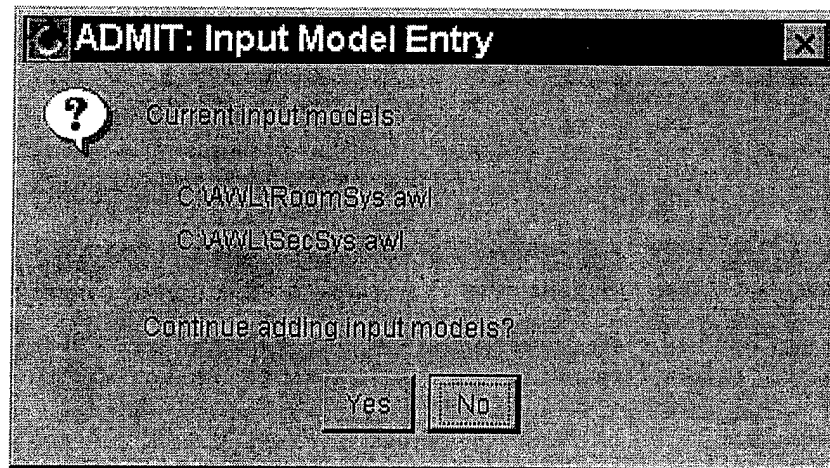 ADMIT: Input Model Entry
?
Current input models:
C:\AWL\RoomSys.awl
C:\AWL\SecSys.awl
Continue adding input models?
Yes No